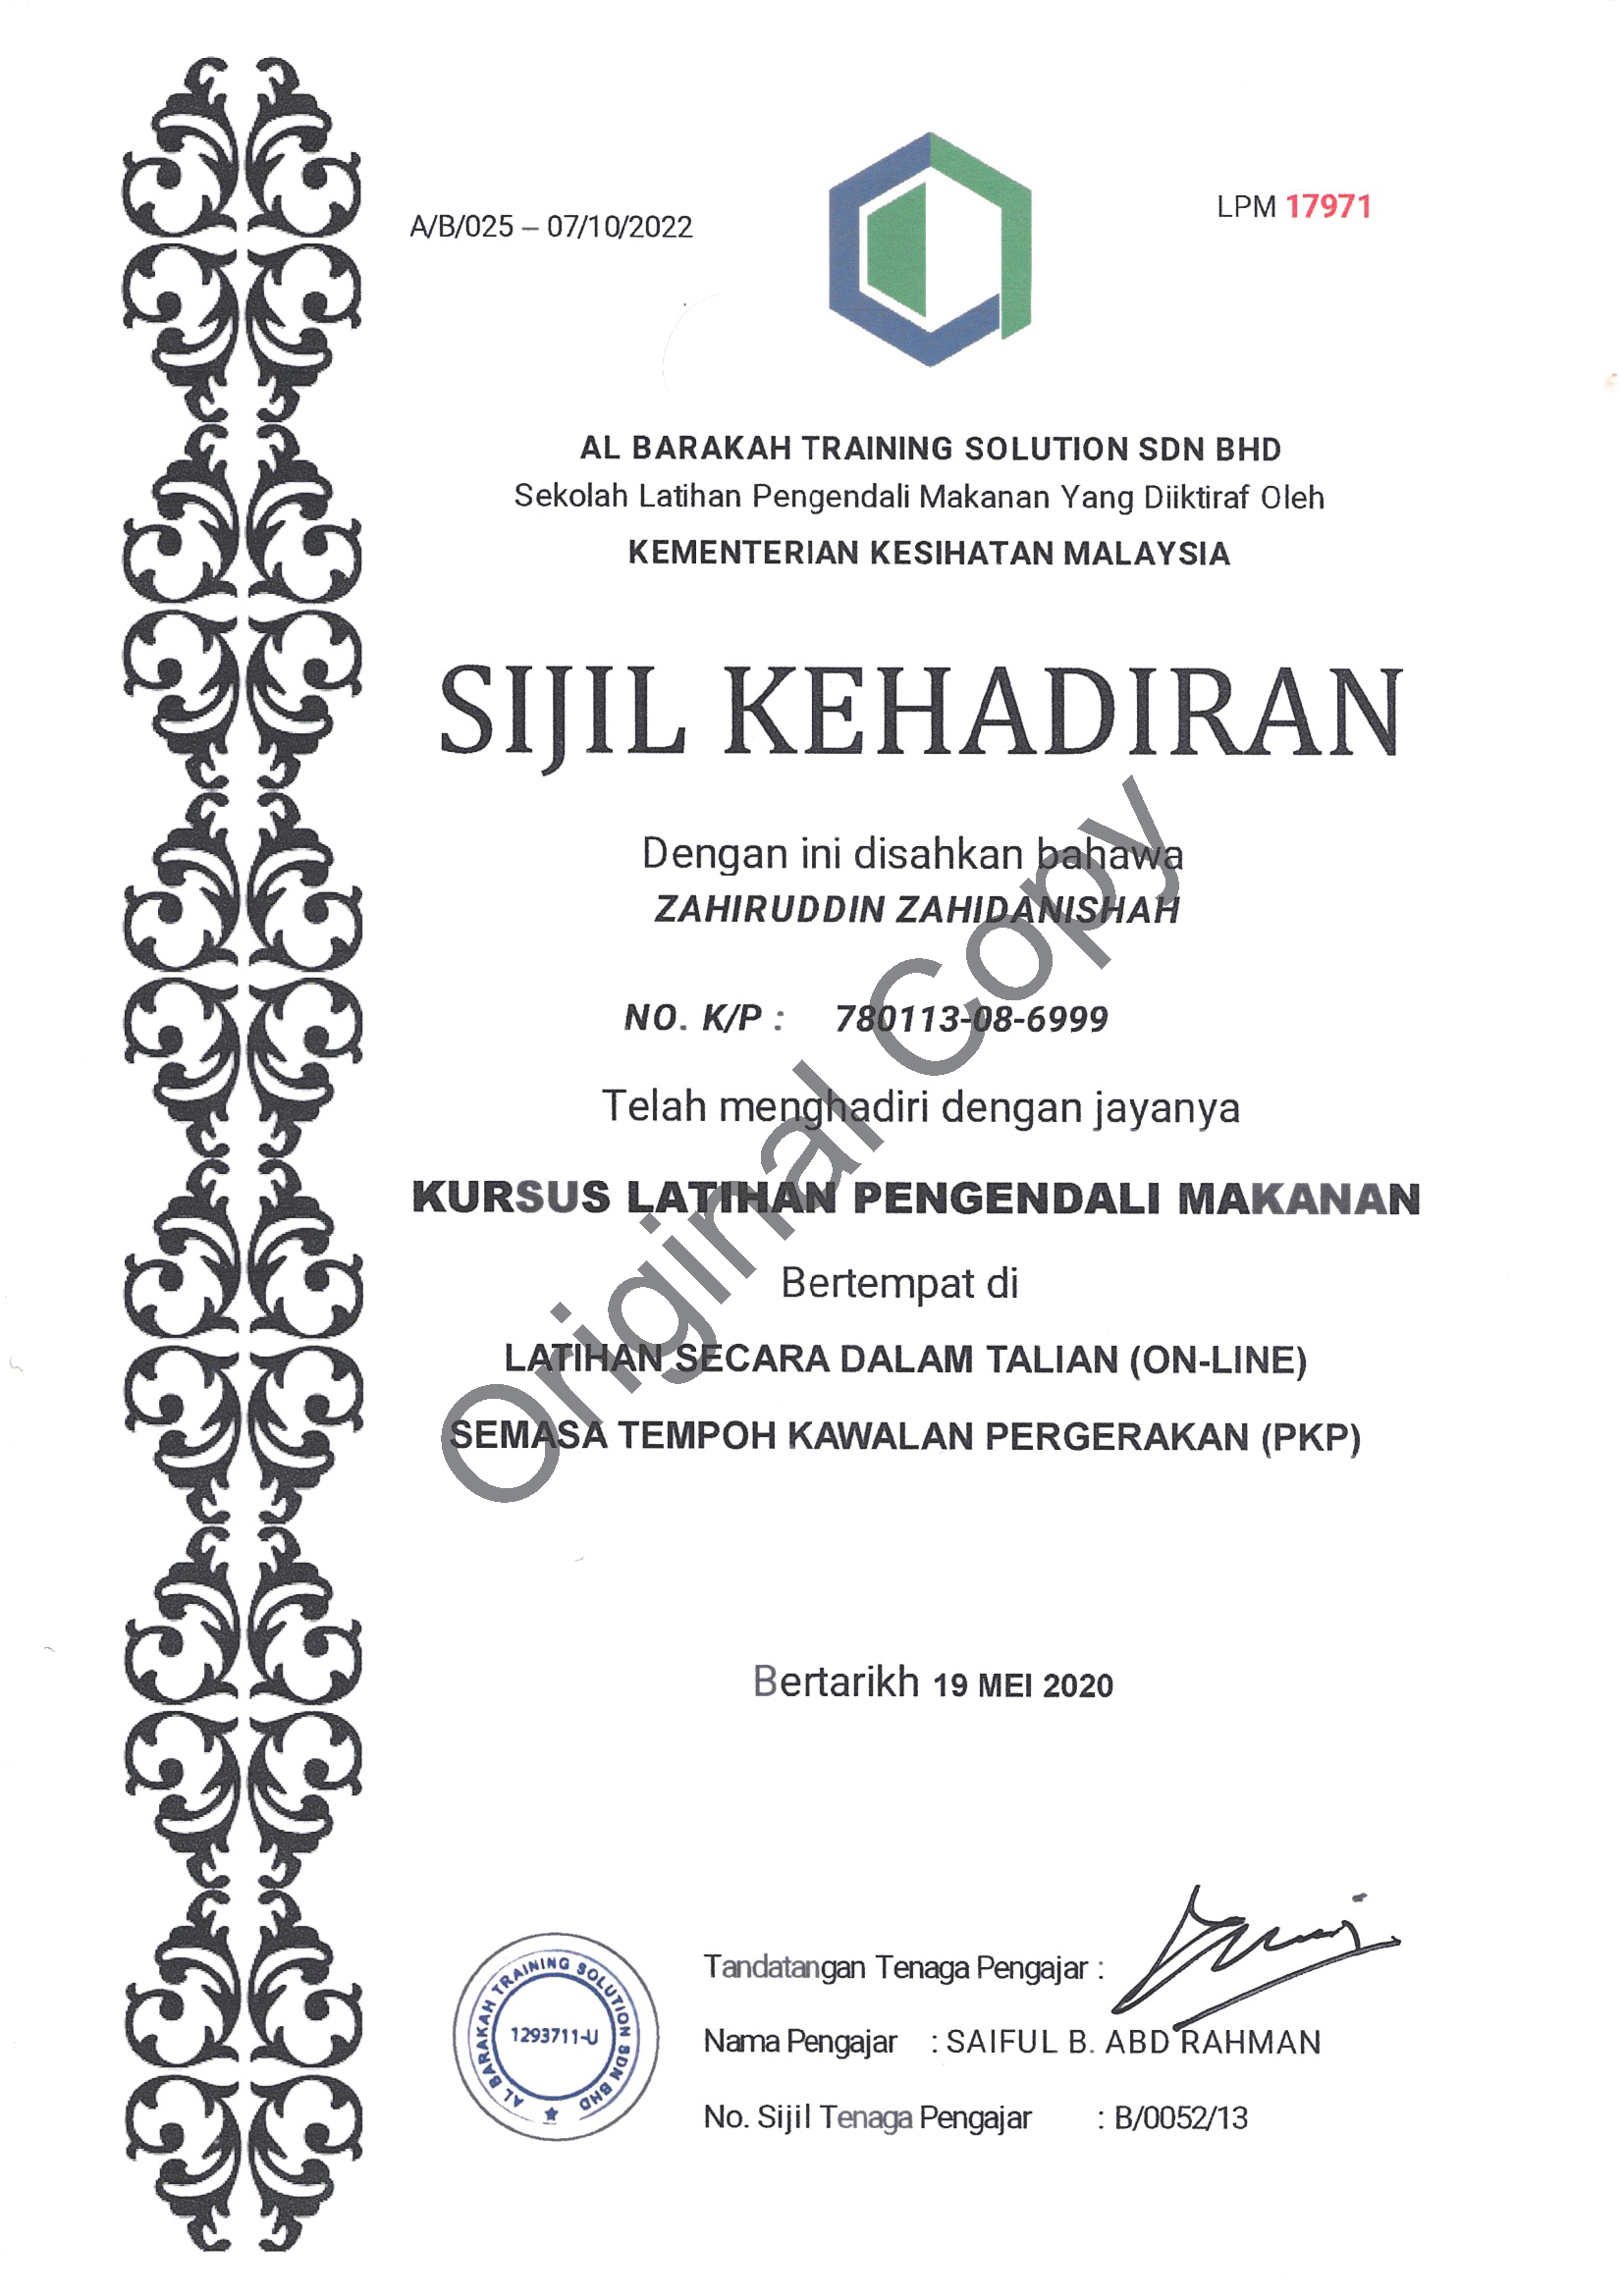 A/B/025 – 07/10/2022
LPM 17971
AL BARAKAH TRAINING SOLUTION SDN BHD
Sekolah Latihan Pengendali Makanan Yang Diiktiraf Oleh
KEMENTERIAN KESIHATAN MALAYSIA
SIJIL KEHADIRAN
Dengan ini disahkan bahawa
ZAHIRUDDIN ZAHIDANISHAH
NO. K/P : 780113-08-6999
Telah menghadiri dengan jayanya
KURSUS LATIHAN PENGENDALI MAKANAN
Bertempat di
LATIHAN SECARA DALAM TALIAN (ON-LINE)
SEMASA TEMPOH KAWALAN PERGERAKAN (PKP)
Original Copy
Bertarikh 19 MEI 2020
AL BARAKAH TRAINING SOLUTION SDN BHD
1293711-U
Tandatangan Tenaga Pengajar :
Nama Pengajar : SAIFUL B. ABD RAHMAN
No. Sijil Tenaga Pengajar : B/0052/13